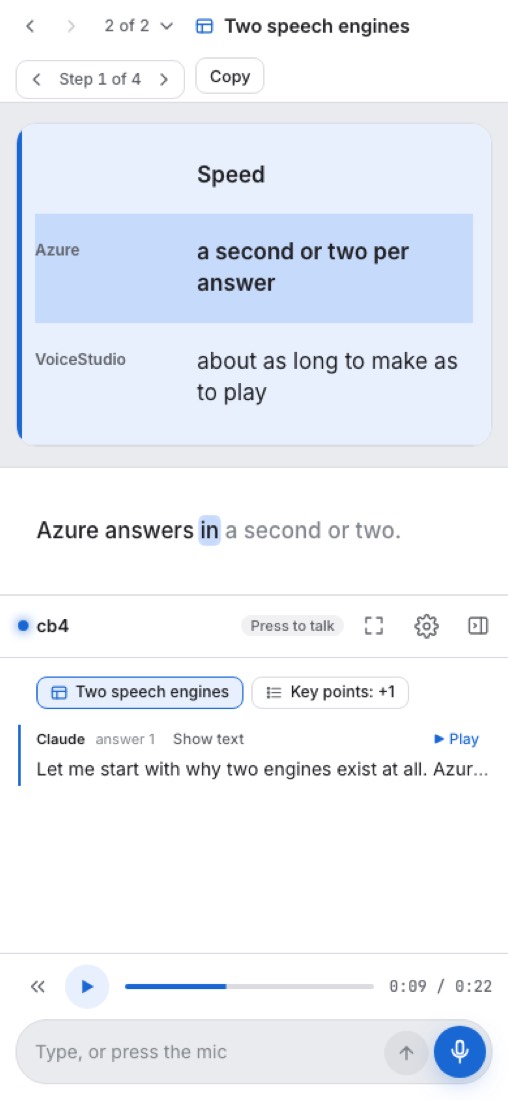 2 of 2
Two speech engines
Step 1 of 4
Copy
Speed
Azure
a second or two per
answer
VoiceStudio
about as long to make as
to play
Azure answers in a second or two.
cb4
Press to talk
Two speech engines
Key points: +1
Claude answer 1 Show text
Play
Let me start with why two engines exist at all. Azur...
0:09 / 0:22
Type, or press the mic